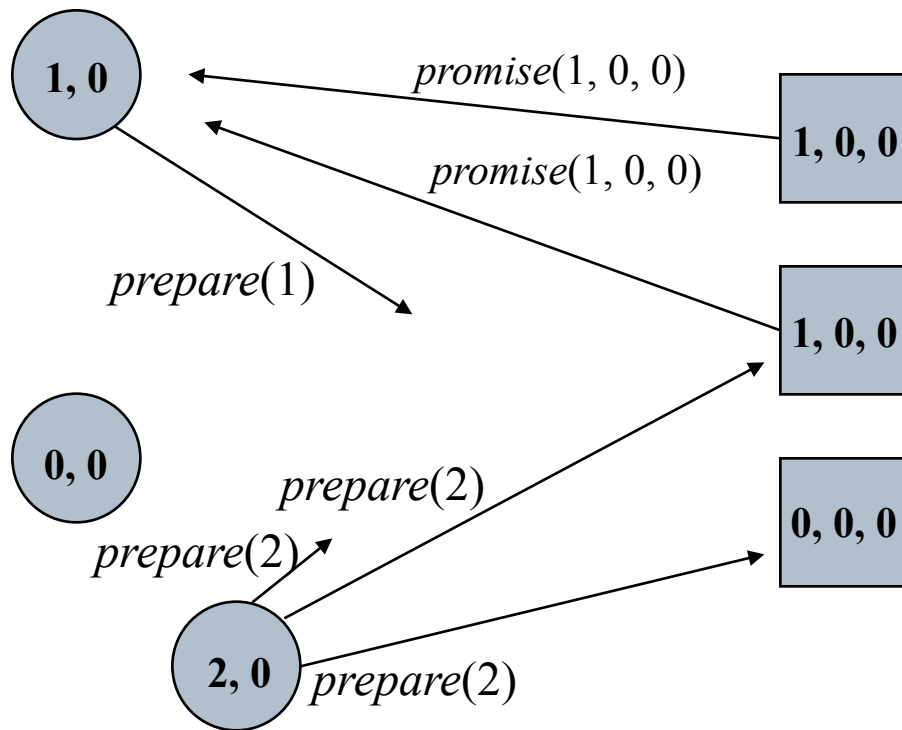 1, 0
promise(1, 0, 0)
1, 0, 0
promise(1, 0, 0)
prepare(1)
1, 0, 0
0, 0
prepare(2)
0, 0, 0
prepare(2)
2, 0
prepare(2)